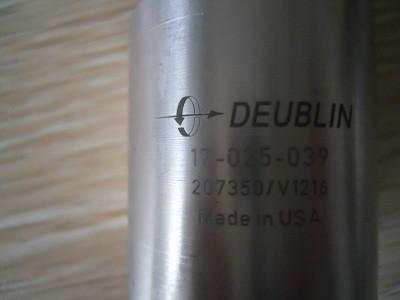 DEUBLIN
17-025-039
207350/V1216
Made in USA